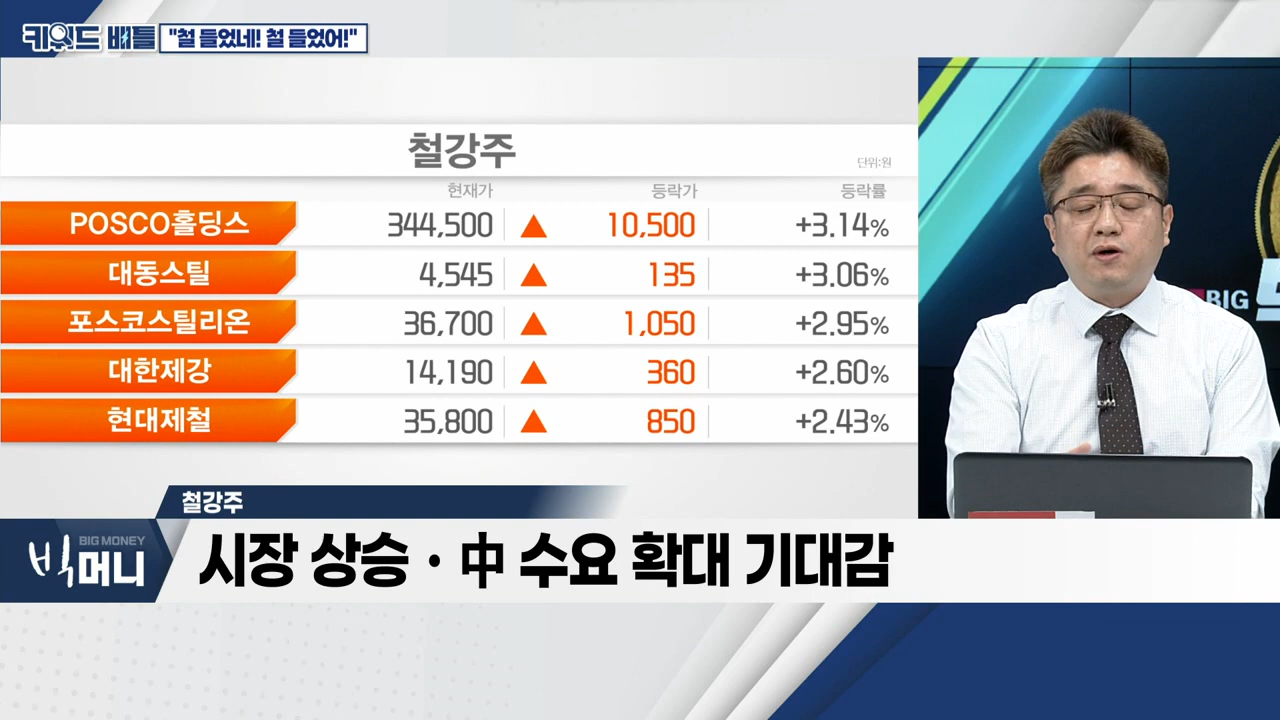 키워드 배틀 "철 들었네! 철 들었어!"
철강주
단위:원
현재가 등락가 등락률
POSCO홀딩스 344,500 ▲ 10,500 +3.14%
대동스틸 4,545 ▲ 135 +3.06%
포스코스틸리온 36,700 ▲ 1,050 +2.95%
대한제강 14,190 ▲ 360 +2.60%
현대제철 35,800 ▲ 850 +2.43%
BIG
철강주
BIG MONEY
빅머니
시장 상승·中 수요 확대 기대감